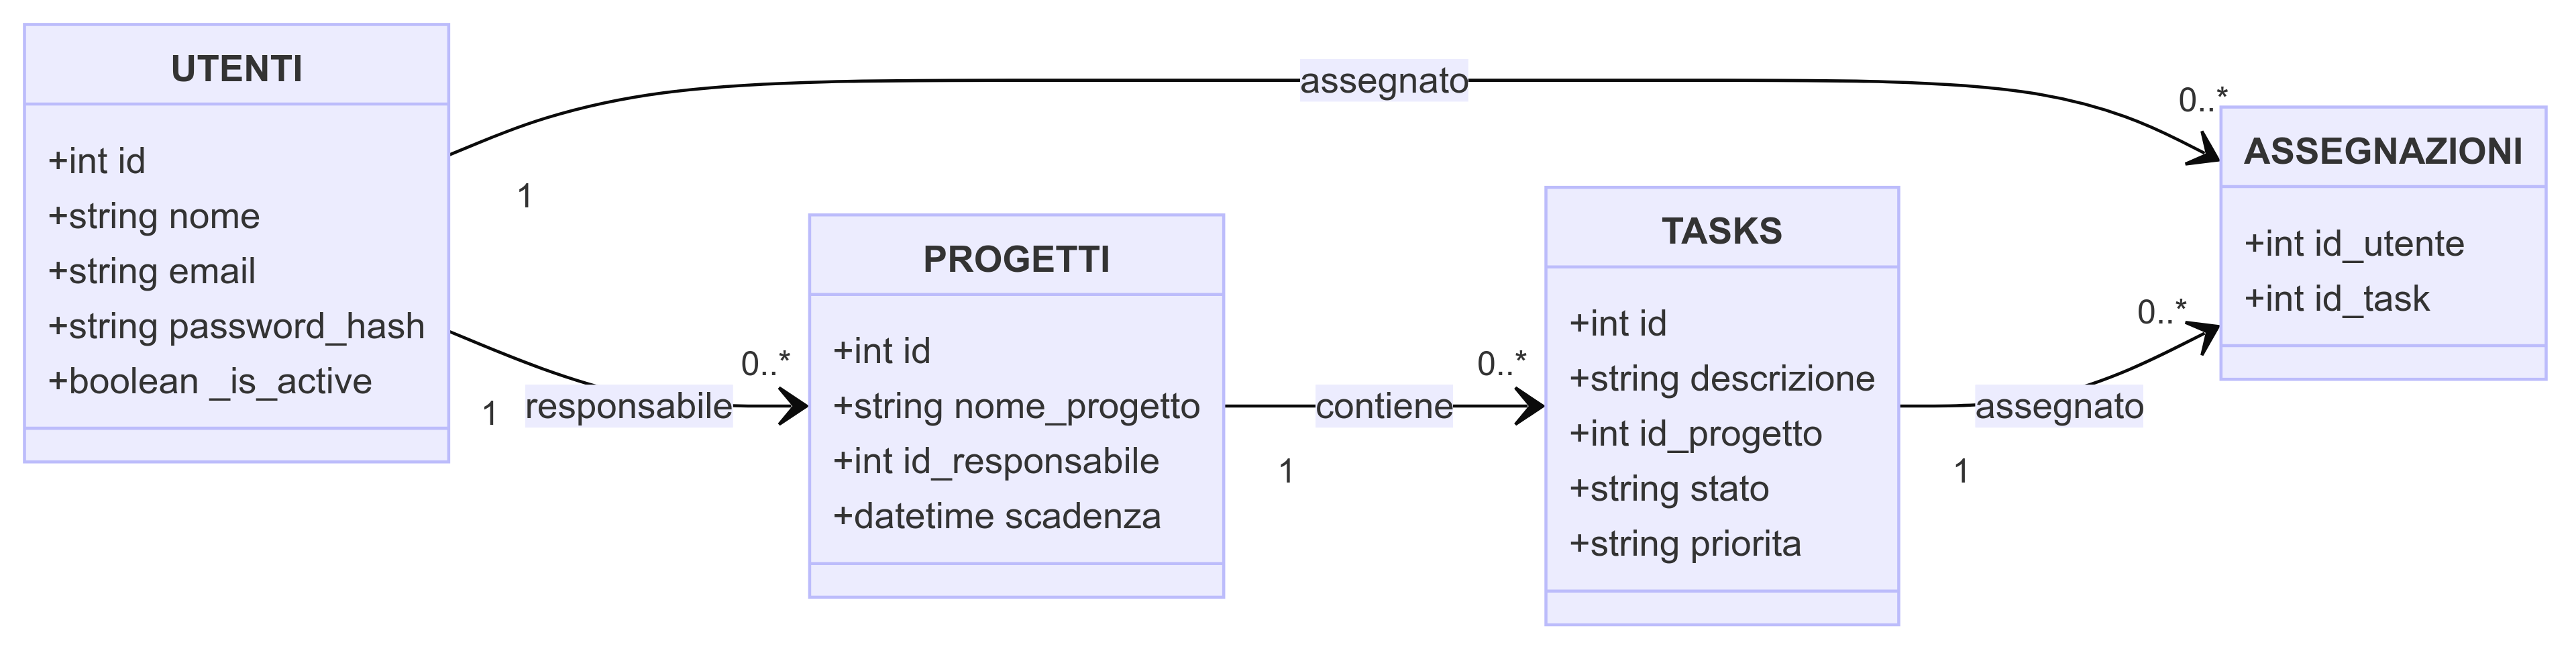 UTENTI
+int id
+string nome
+string email
+string password_hash
+boolean _is_active
1
assegnato
0..*
1
responsabile
0..*
PROGETTI
+int id
+string nome_progetto
+int id_responsabile
+datetime scadenza
1
contiene
0..*
TASKS
+int id
+string descrizione
+int id_progetto
+string stato
+string priorita
1
assegnato
0..*
ASSEGNAZIONI
+int id_utente
+int id_task